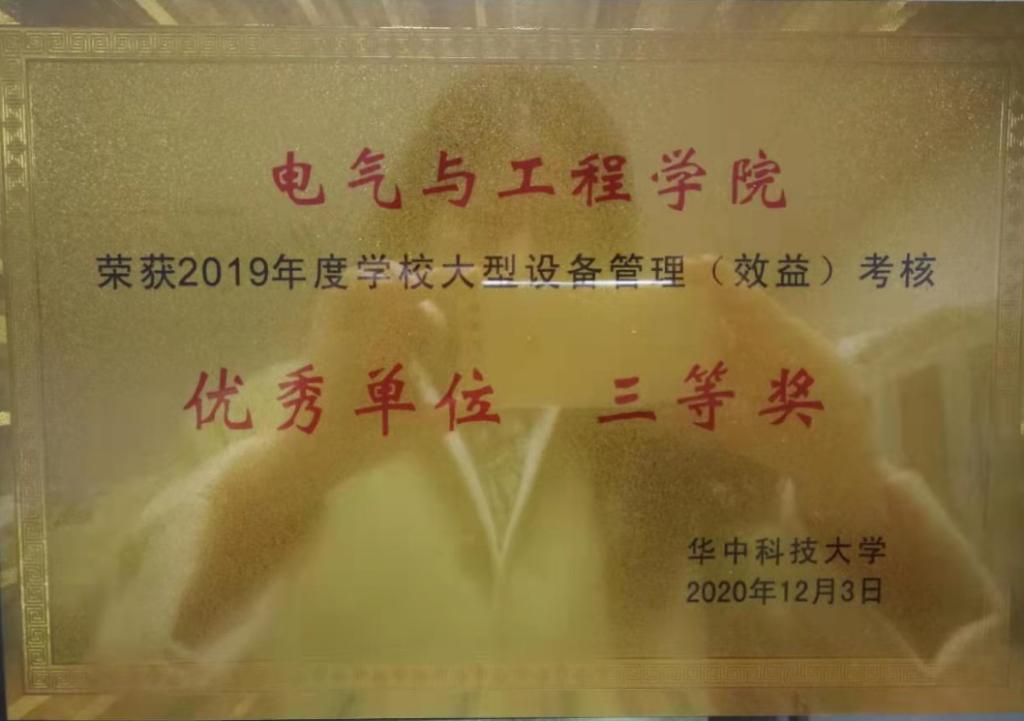 电气与工程学院
荣获2019年度学校大型设备管理（效益）考核
优秀单位 三等奖
华中科技大学
2020年12月3日